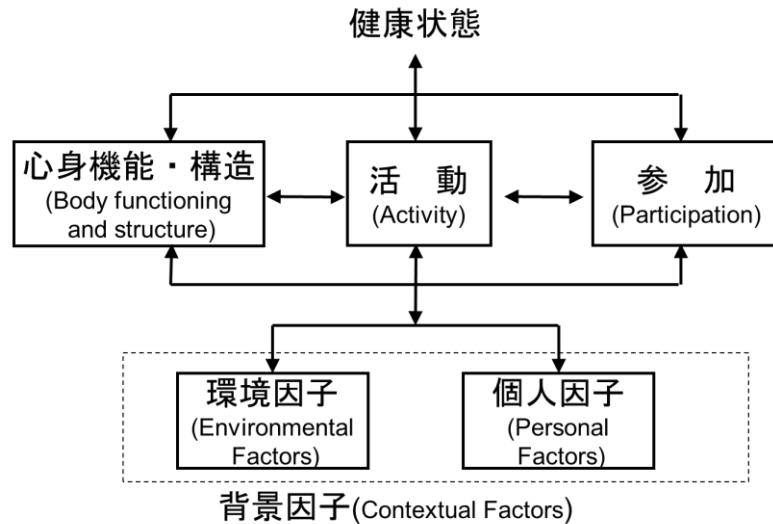 健康状態
心身機能・構造
(Body functioning
and structure)
活　動
(Activity)
参　加
(Participation)
環境因子
(Environmental
Factors)
個人因子
(Personal
Factors)
背景因子(Contextual Factors)